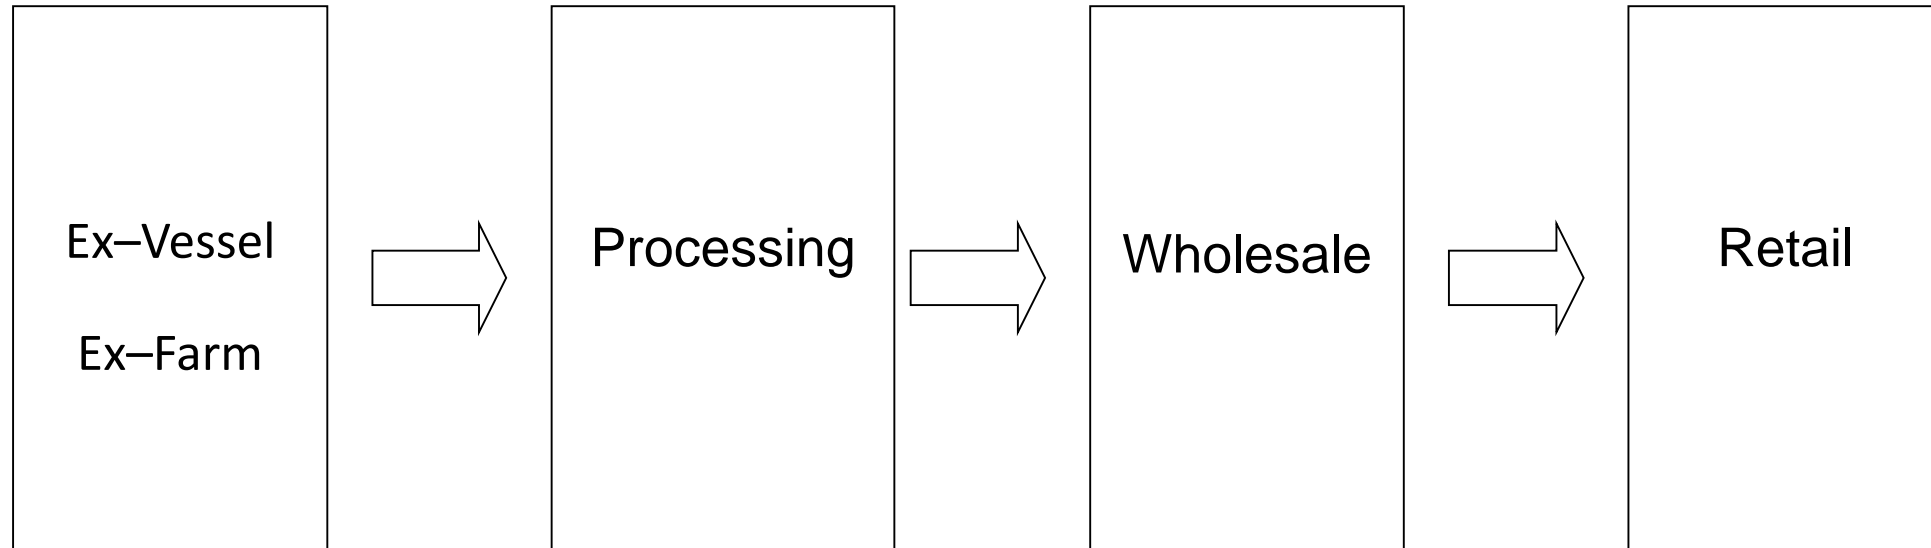 Ex–Vessel
Ex–Farm
Processing
Wholesale
Retail